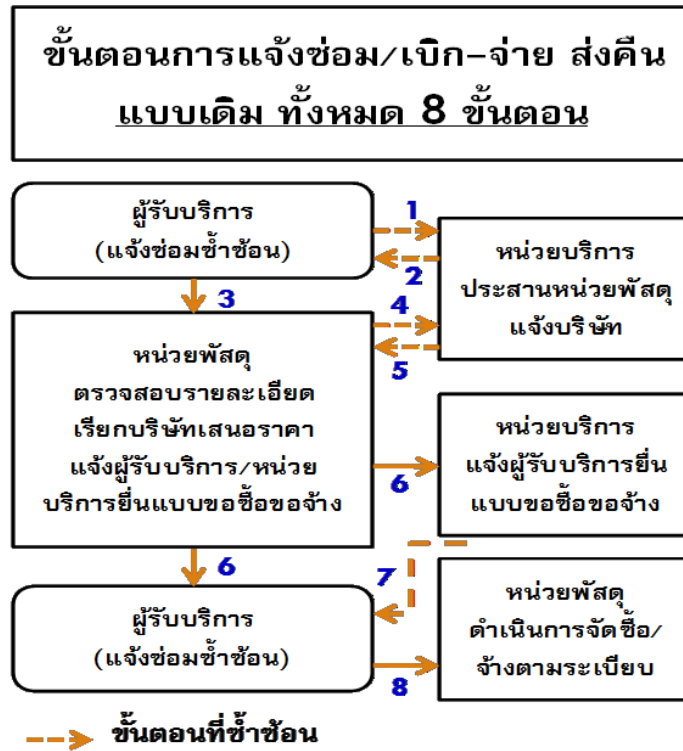 ขั้นตอนการแจ้งซ่อม/เบิก-จ่าย ส่งคืน
แบบเดิม ทั้งหมด 8 ขั้นตอน
ผู้รับบริการ
(แจ้งซ่อมซ้ำซ้อน)
1
2
หน่วยบริการ
ประสานหน่วยพัสดุ
แจ้งบริษัท
3
4
5
หน่วยพัสดุ
ตรวจสอบรายละเอียด
เรียกบริษัทเสนอราคา
แจ้งผู้รับบริการ/หน่วย
บริการยื่นแบบขอซื้อขอจ้าง
6
หน่วยบริการ
แจ้งผู้รับบริการยื่น
แบบขอซื้อขอจ้าง
6
7
ผู้รับบริการ
(แจ้งซ่อมซ้ำซ้อน)
8
หน่วยพัสดุ
ดำเนินการจัดซื้อ/
จ้างตามระเบียบ
ขั้นตอนที่ซ้ำซ้อน